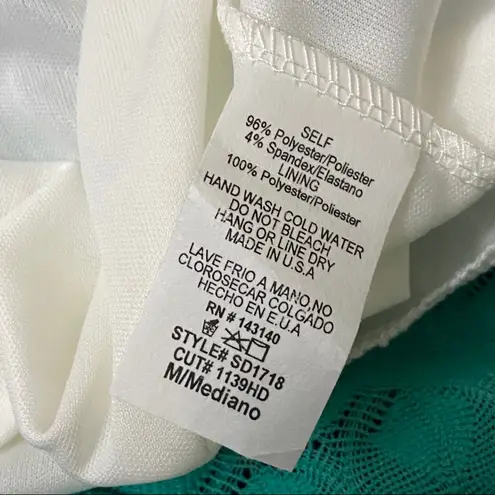 SELF
96% Polyester/Poliester
4% Spandex/Elastano
LINING
100% Polyester/Poliester
HAND WASH COLD WATER
DO NOT BLEACH
HANG OR LINE DRY
MADE IN U.S.A
LAVE FRIO A MANO,NO
CLOROSECAR COLGADO
HECHO EN E.U.A
RN # 143140
STYLE# SD1718
CUT# 1139HD
M/Mediano